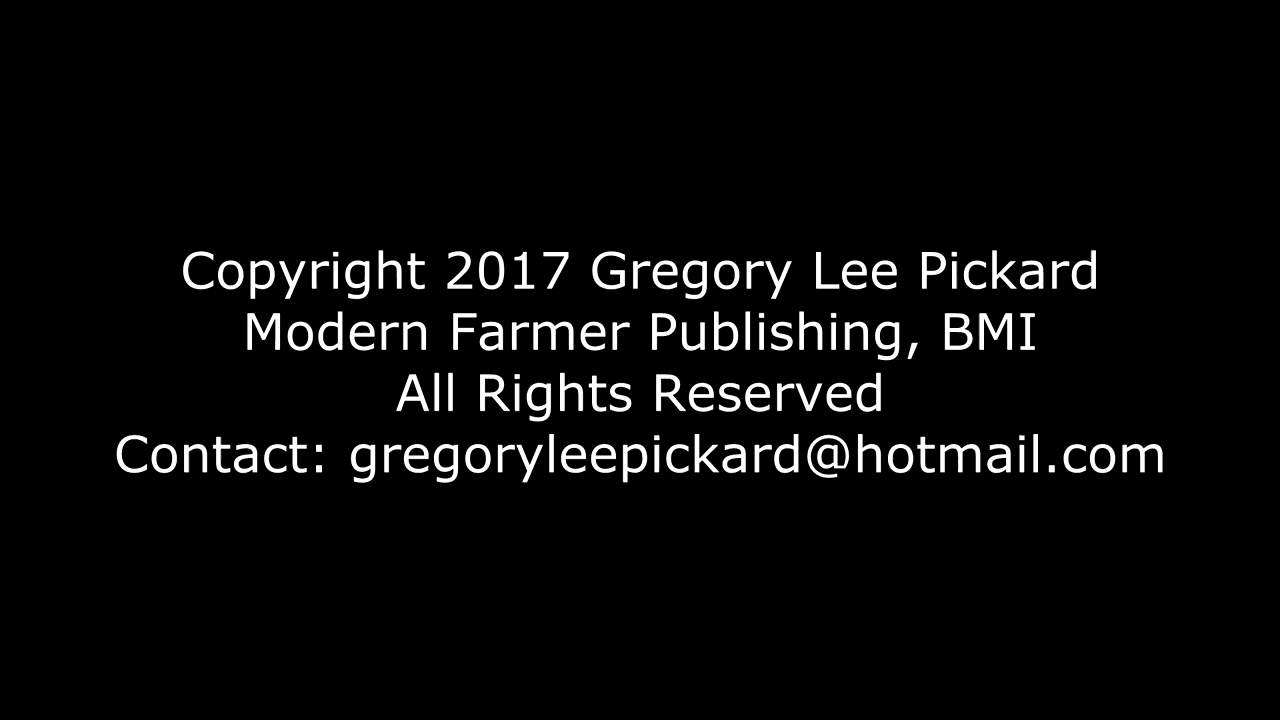 Copyright 2017 Gregory Lee Pickard
Modern Farmer Publishing, BMI
All Rights Reserved
Contact: gregoryleepickard@hotmail.com